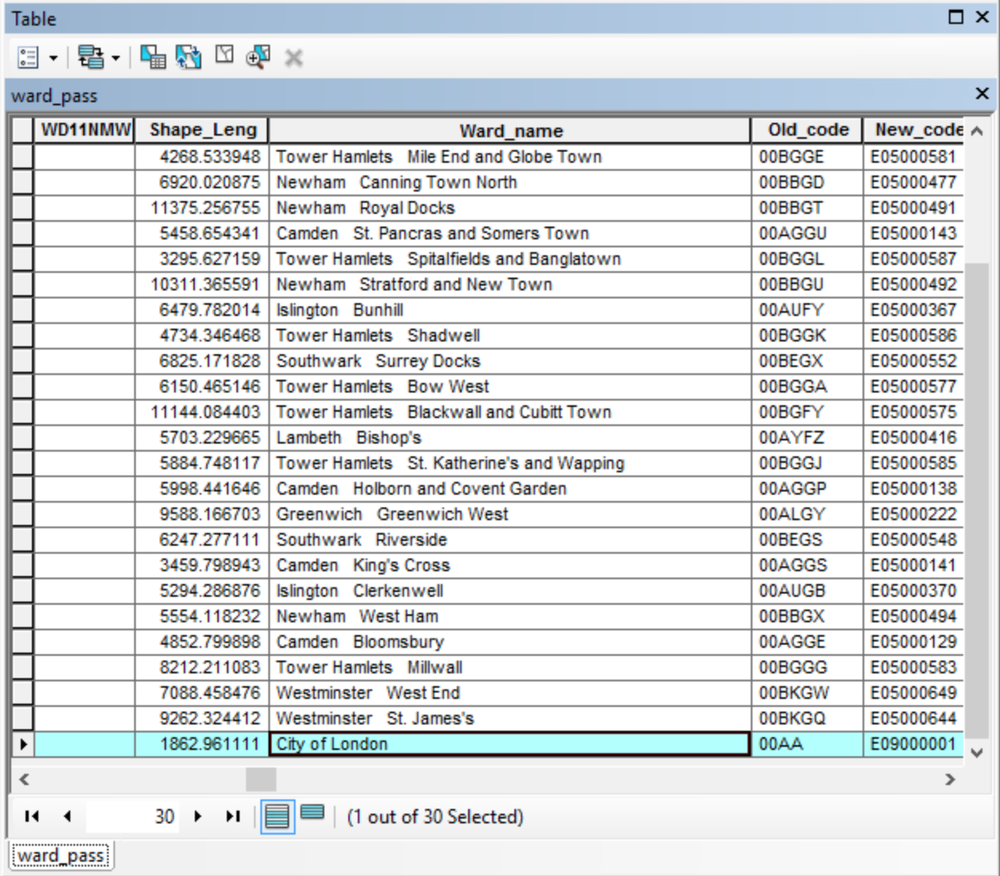 Table
ward_pass
WD11NMW Shape_Leng Ward_name Old_code New_code
4268.533948 Tower Hamlets   Mile End and Globe Town 00BGGE E05000581
6920.020875 Newham   Canning Town North 00BBGD E05000477
11375.256755 Newham   Royal Docks 00BBGT E05000491
5458.654341 Camden   St. Pancras and Somers Town 00AGGU E05000143
3295.627159 Tower Hamlets   Spitalfields and Banglatown 00BGGL E05000587
10311.365591 Newham   Stratford and New Town 00BBGU E05000492
6479.782014 Islington   Bunhill 00AUFY E05000367
4734.346468 Tower Hamlets   Shadwell 00BGGK E05000586
6825.171828 Southwark   Surrey Docks 00BEGX E05000552
6150.465146 Tower Hamlets   Bow West 00BGGA E05000577
11144.084403 Tower Hamlets   Blackwall and Cubitt Town 00BGFY E05000575
5703.229665 Lambeth   Bishop's 00AYFZ E05000416
5884.748117 Tower Hamlets   St. Katherine's and Wapping 00BGGJ E05000585
5998.441646 Camden   Holborn and Covent Garden 00AGGP E05000138
9588.166703 Greenwich   Greenwich West 00ALGY E05000222
6247.277111 Southwark   Riverside 00BEGS E05000548
3459.798943 Camden   King's Cross 00AGGS E05000141
5294.286876 Islington   Clerkenwell 00AUGB E05000370
5554.118232 Newham   West Ham 00BBGX E05000494
4852.799898 Camden   Bloomsbury 00AGGE E05000129
8212.211083 Tower Hamlets   Millwall 00BGGG E05000583
7088.458476 Westminster   West End 00BKGW E05000649
9262.324412 Westminster   St. James's 00BKGQ E05000644
1862.961111 City of London 00AA E09000001
30 (1 out of 30 Selected)
ward_pass